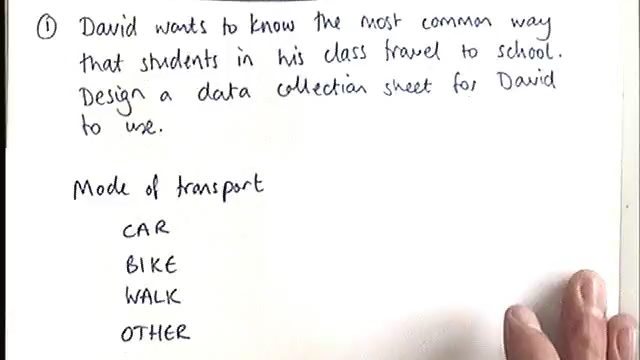 ① David wants to know the most common way
that students in his class travel to school.
Design a data collection sheet for David
to use.
Mode of transport
CAR
BIKE
WALK
OTHER